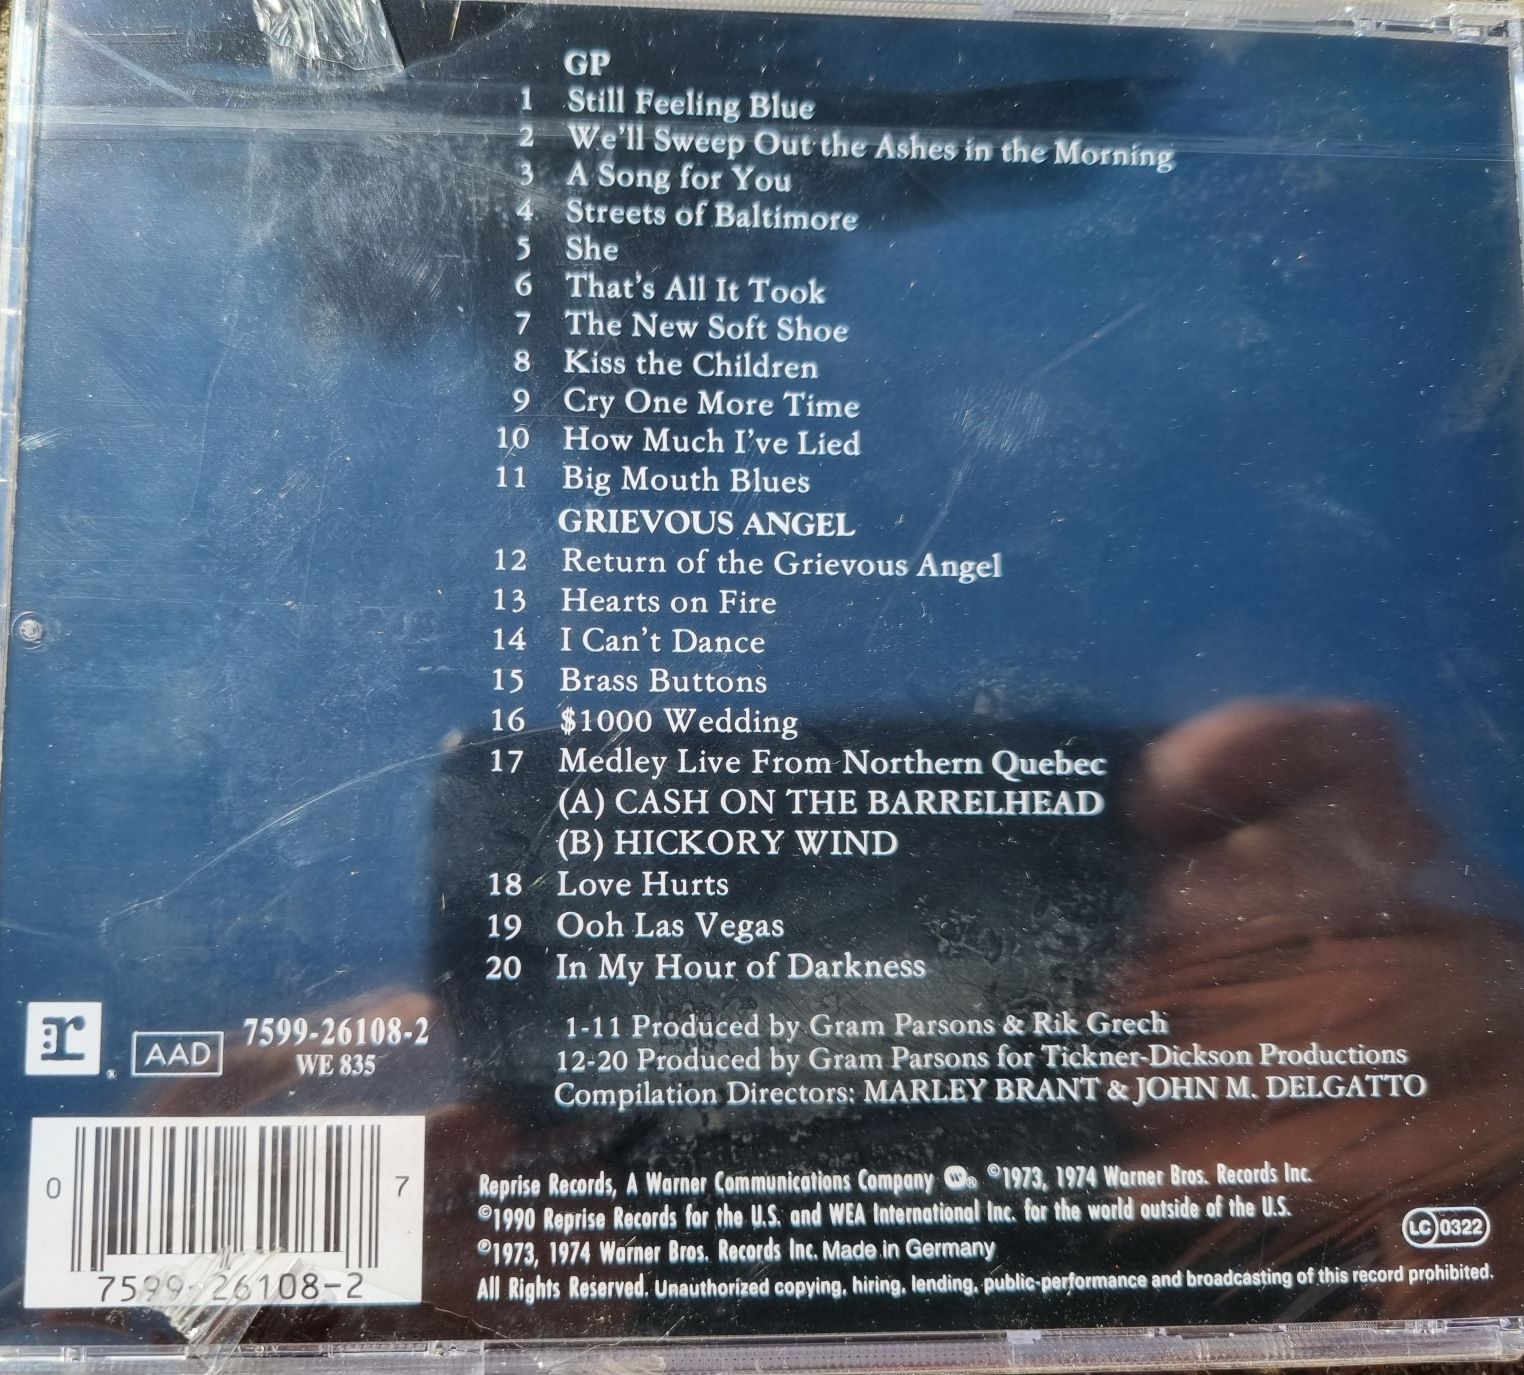 GP
1 Still Feeling Blue
2 We'll Sweep Out the Ashes in the Morning
3 A Song for You
4 Streets of Baltimore
5 She
6 That's All It Took
7 The New Soft Shoe
8 Kiss the Children
9 Cry One More Time
10 How Much I've Lied
11 Big Mouth Blues
GRIEVOUS ANGEL
12 Return of the Grievous Angel
13 Hearts on Fire
14 I Can't Dance
15 Brass Buttons
16 $1000 Wedding
17 Medley Live From Northern Quebec
(A) CASH ON THE BARRELHEAD
(B) HICKORY WIND
18 Love Hurts
19 Ooh Las Vegas
20 In My Hour of Darkness
1-11 Produced by Gram Parsons & Rik Grech
12-20 Produced by Gram Parsons for Tickner-Dickson Productions
Compilation Directors: MARLEY BRANT & JOHN M. DELGATTO
r ®
AAD
7599-26108-2
WE 835
0 7
7599-26108-2
Reprise Records, A Warner Communications Company W® ©1973, 1974 Warner Bros. Records Inc.
©1990 Reprise Records for the U.S. and WEA International Inc. for the world outside of the U.S.
℗1973, 1974 Warner Bros. Records Inc. Made in Germany
LC 0322
All Rights Reserved. Unauthorized copying, hiring, lending, public-performance and broadcasting of this record prohibited.